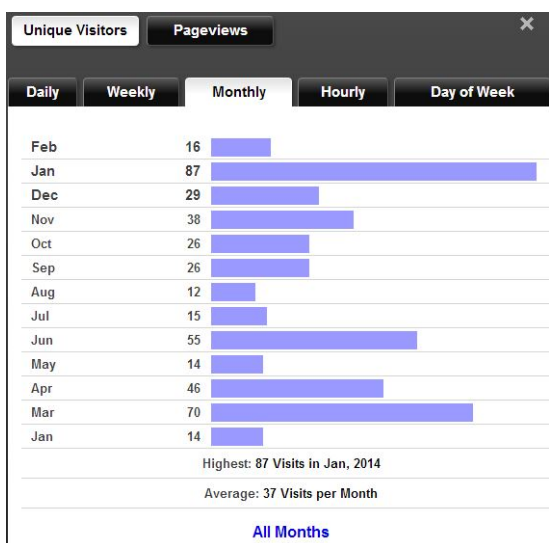 Unique Visitors Pageviews ×
Daily Weekly Monthly Hourly Day of Week
Feb 16
Jan 87
Dec 29
Nov 38
Oct 26
Sep 26
Aug 12
Jul 15
Jun 55
May 14
Apr 46
Mar 70
Jan 14
Highest: 87 Visits in Jan, 2014
Average: 37 Visits per Month
All Months